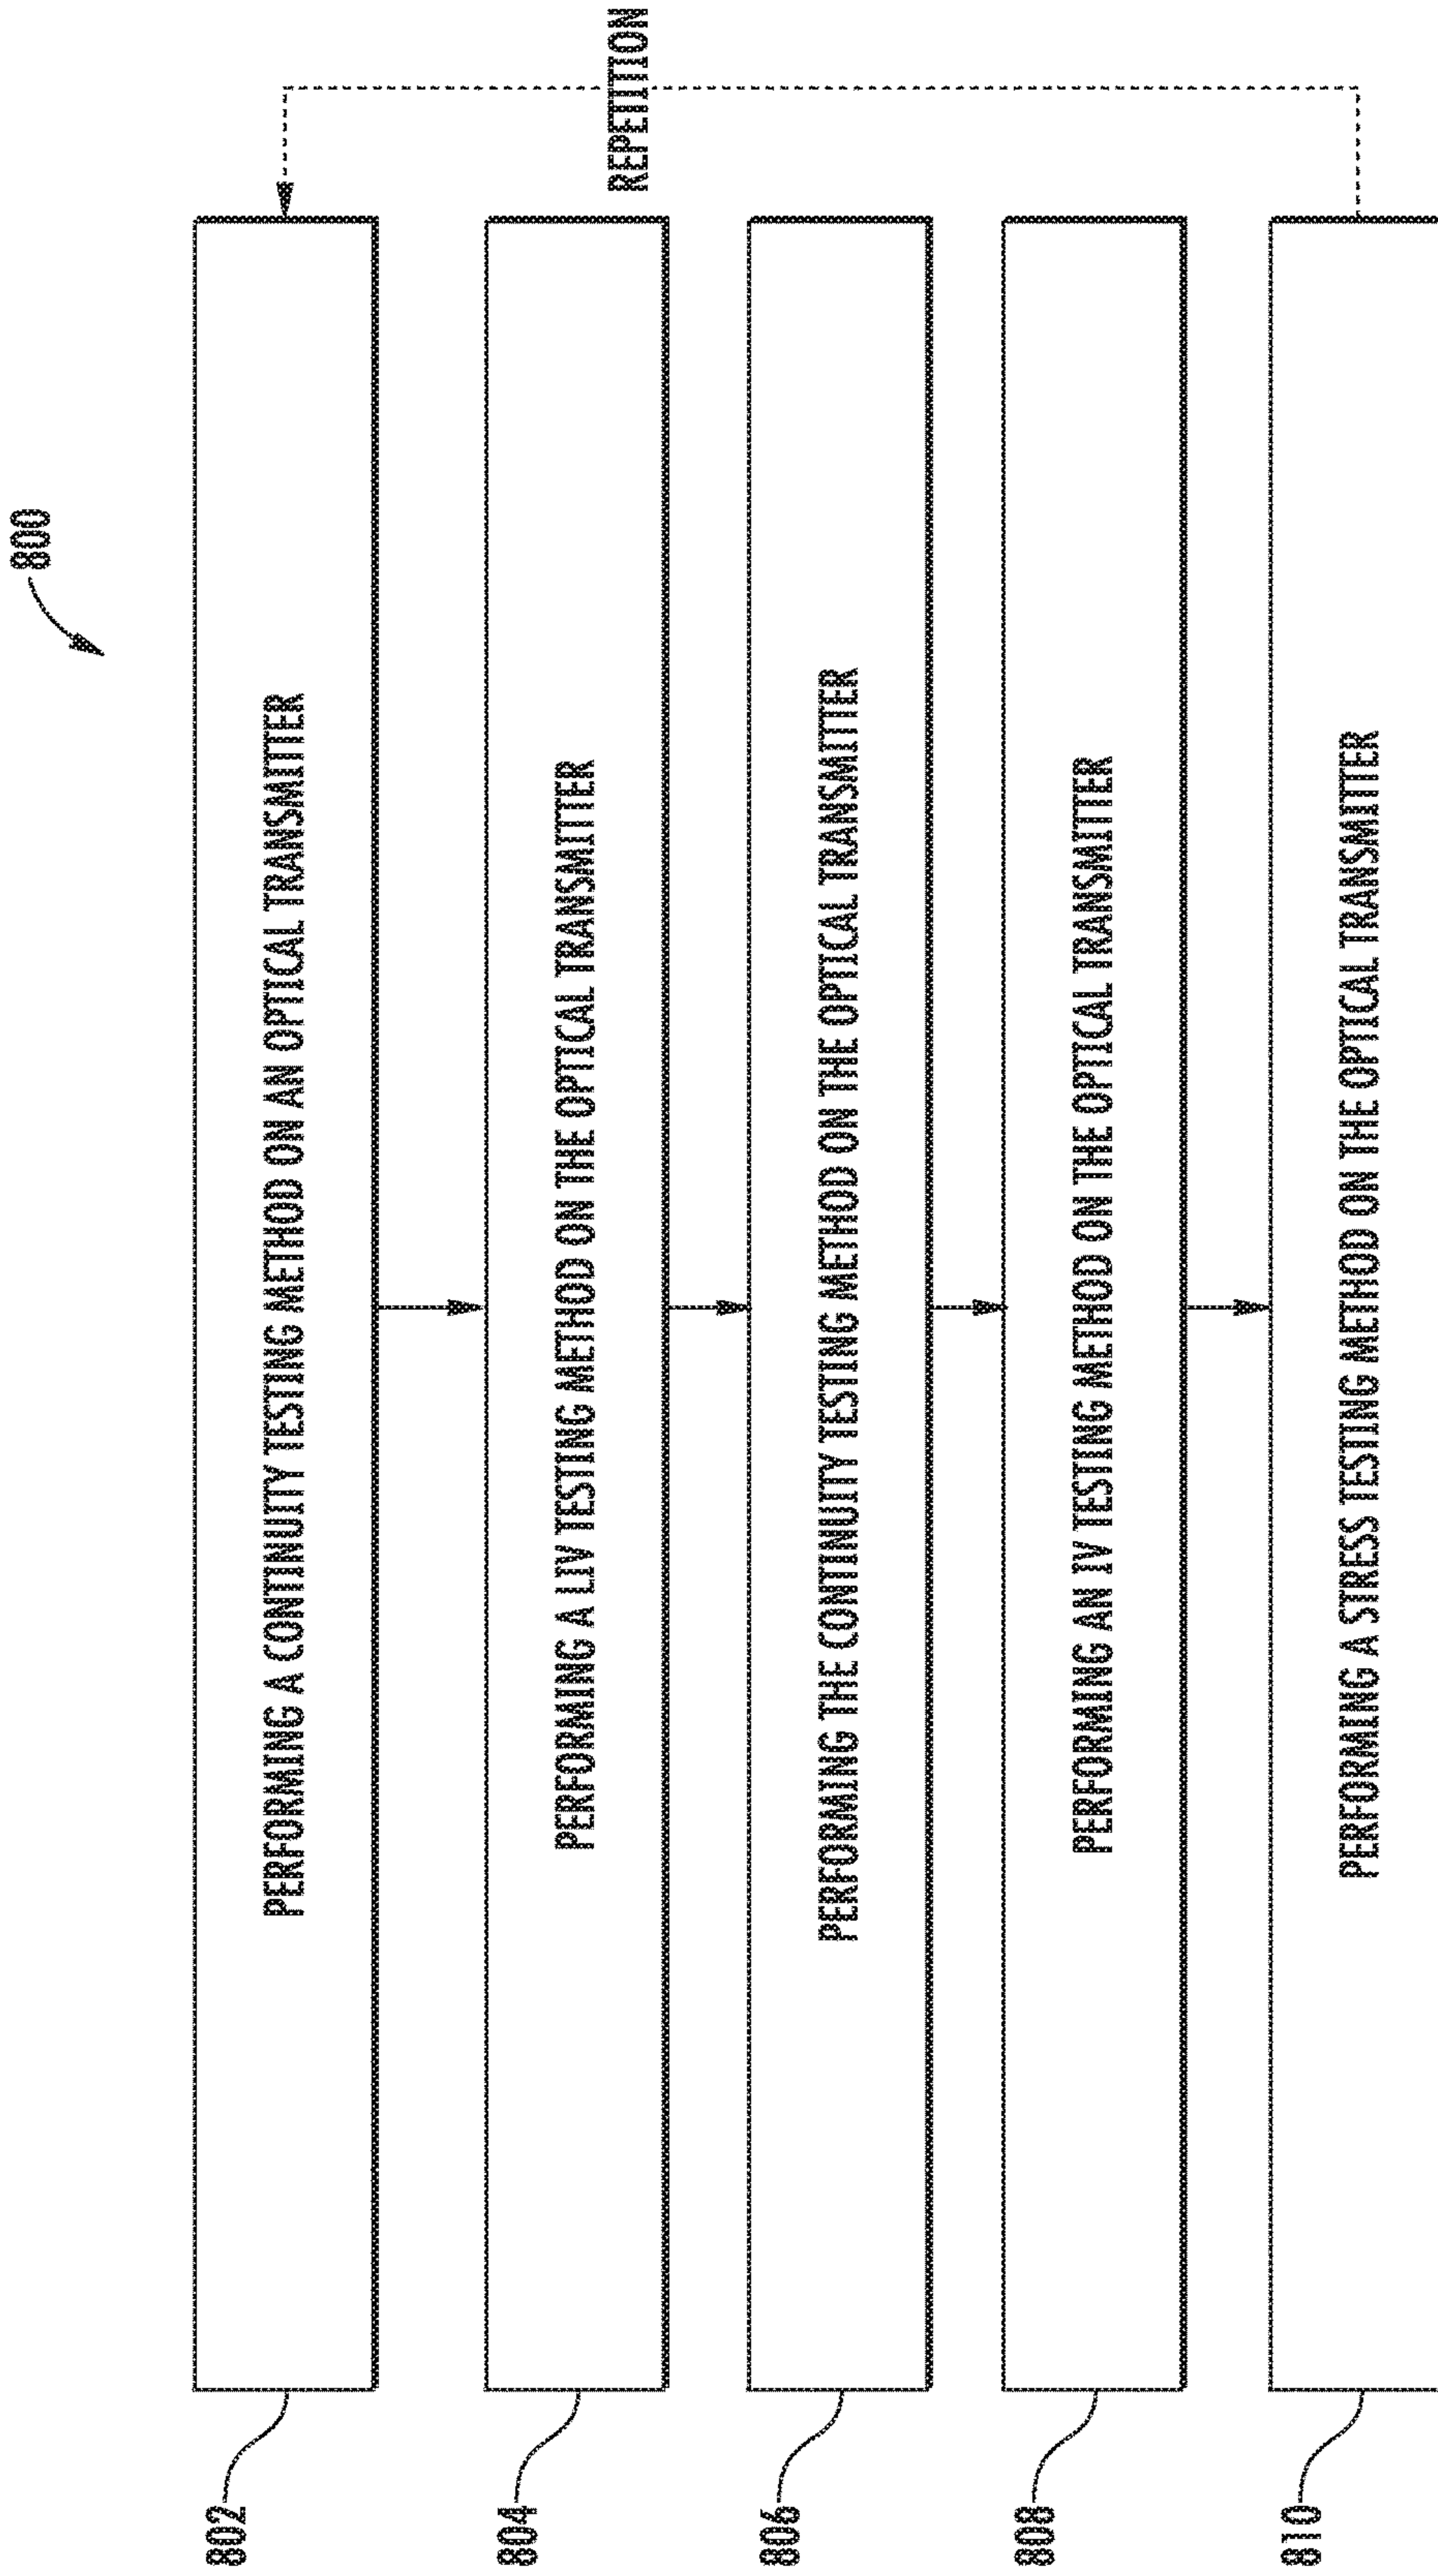 800
802
PERFORMING A CONTINUITY TESTING METHOD ON AN OPTICAL TRANSMITTER
804
PERFORMING A LIV TESTING METHOD ON THE OPTICAL TRANSMITTER
806
PERFORMING THE CONTINUITY TESTING METHOD ON THE OPTICAL TRANSMITTER
REPETITION
808
PERFORMING AN IV TESTING METHOD ON THE OPTICAL TRANSMITTER
810
PERFORMING A STRESS TESTING METHOD ON THE OPTICAL TRANSMITTER